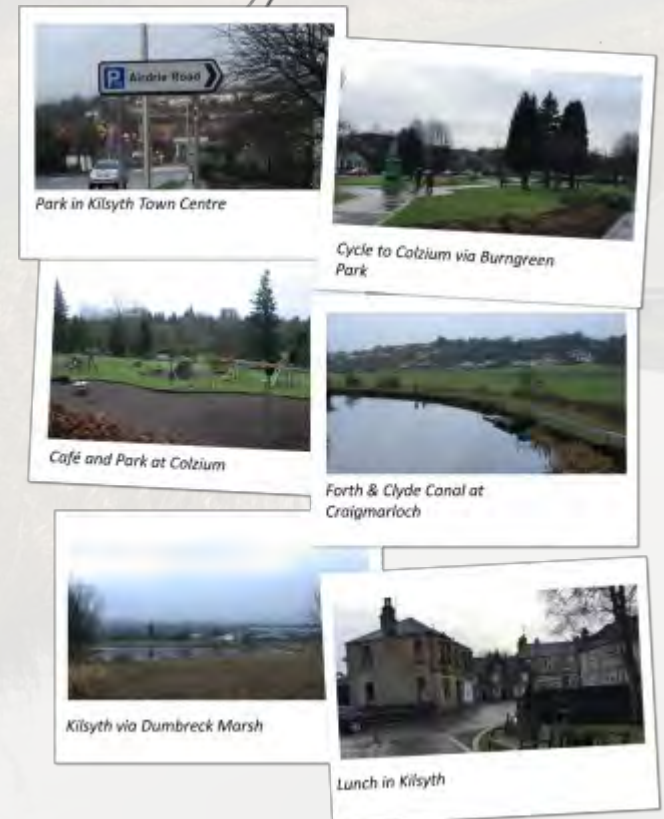 P Airdrie Road
Park in Kilsyth Town Centre
Cycle to Colzium via Burngreen
Park
Café and Park at Colzium
Forth & Clyde Canal at
Craigmarloch
Kilsyth via Dumbreck Marsh
Lunch in Kilsyth